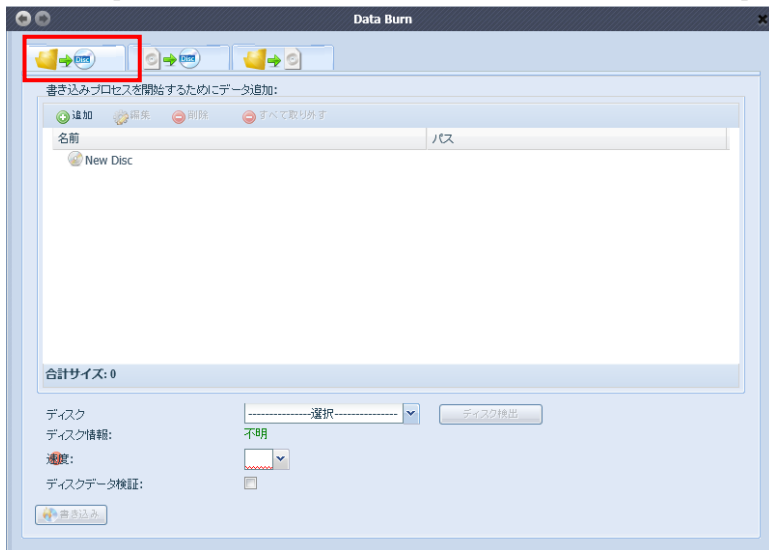 Data Burn
Disc
Disc
書き込みプロセスを開始するためにデータ追加:
追加 編集 削除 すべて取り外す
名前 パス
New Disc
合計サイズ: 0
ディスク ---------------選択--------------- ディスク検出
ディスク情報: 不明
速度:
ディスクデータ検証:
書き込み